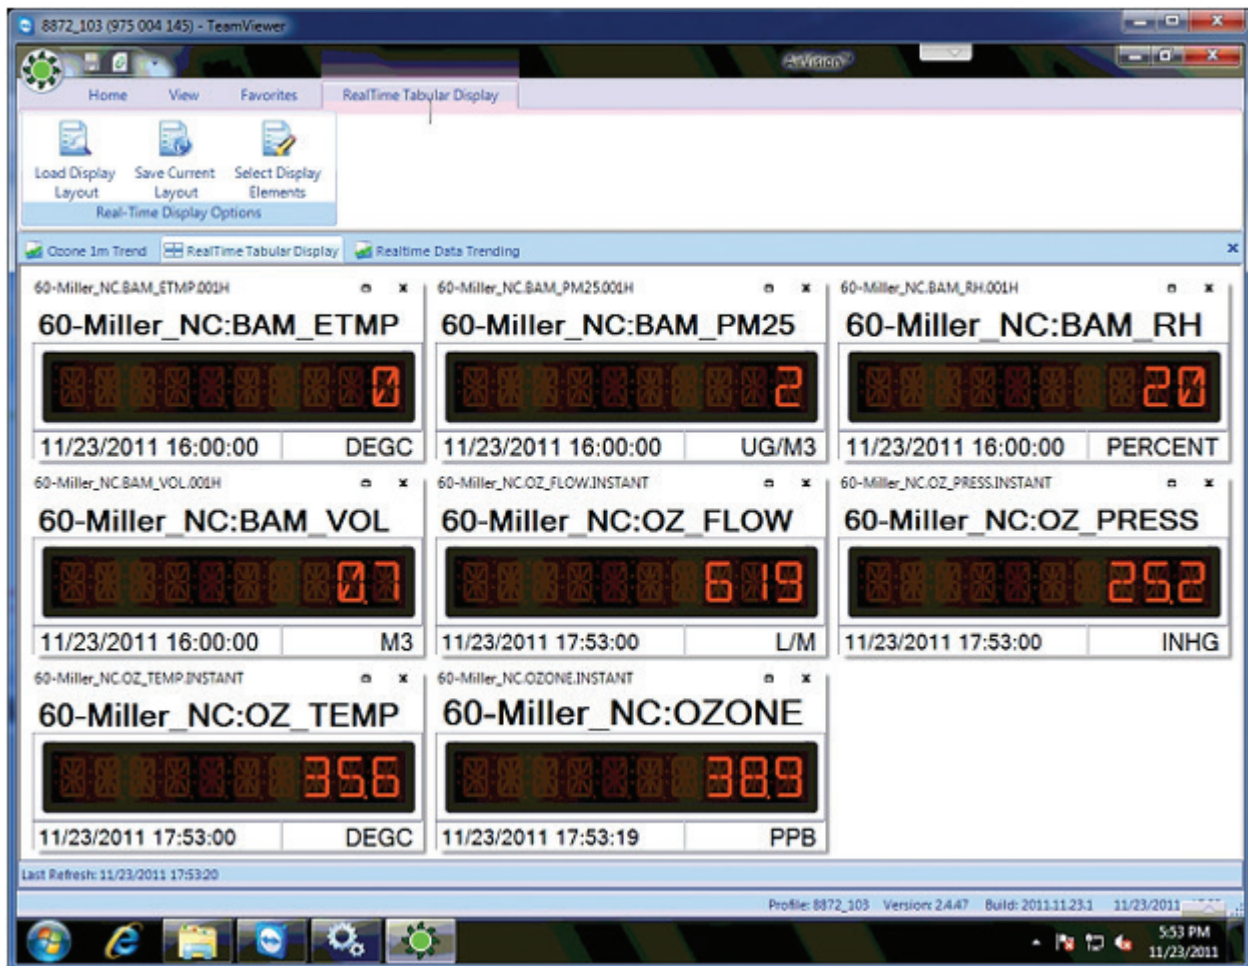 8872_103 (975 004 145) - TeamViewer
AirVision™
Home View Favorites RealTime Tabular Display
Load Display Layout
Save Current Layout
Select Display Elements
Real-Time Display Options
Ozone 1m Trend RealTime Tabular Display Realtime Data Trending
60-Miller_NC.BAM_ETMP.001H
60-Miller_NC:BAM_ETMP
0
11/23/2011 16:00:00 DEGC
60-Miller_NC.BAM_PM25.001H
60-Miller_NC:BAM_PM25
2
11/23/2011 16:00:00 UG/M3
60-Miller_NC.BAM_RH.001H
60-Miller_NC:BAM_RH
20
11/23/2011 16:00:00 PERCENT
60-Miller_NC.BAM_VOL.001H
60-Miller_NC:BAM_VOL
0.7
11/23/2011 16:00:00 M3
60-Miller_NC.OZ_FLOW.INSTANT
60-Miller_NC:OZ_FLOW
619
11/23/2011 17:53:00 L/M
60-Miller_NC.OZ_PRESS.INSTANT
60-Miller_NC:OZ_PRESS
25.2
11/23/2011 17:53:00 INHG
60-Miller_NC.OZ_TEMP.INSTANT
60-Miller_NC:OZ_TEMP
35.6
11/23/2011 17:53:00 DEGC
60-Miller_NC.OZONE.INSTANT
60-Miller_NC:OZONE
38.9
11/23/2011 17:53:19 PPB
Last Refresh: 11/23/2011 17:53:20
Profile: 8872_103 Version: 2.4.47 Build: 2011.11.23.1 11/23/2011
5:53 PM
11/23/2011